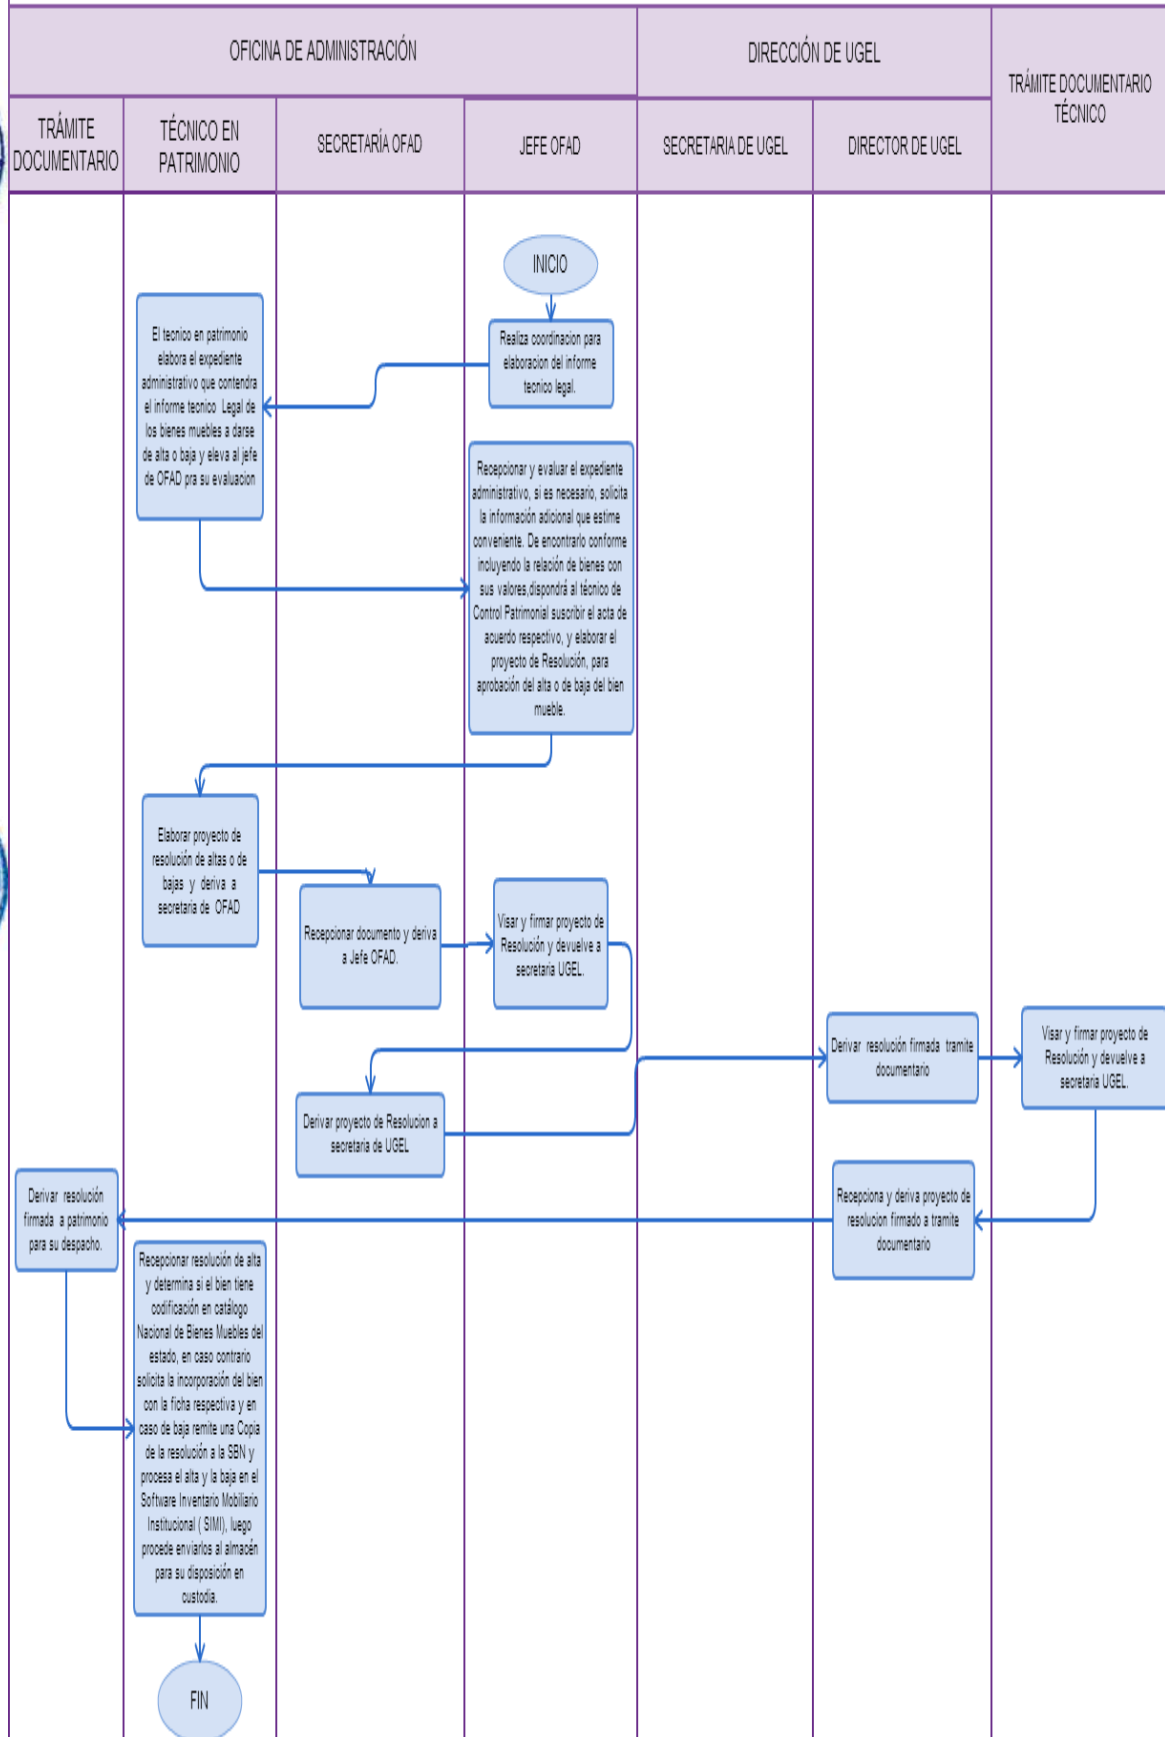 OFICINA DE ADMINISTRACIÓN
DIRECCIÓN DE UGEL
TRÁMITE DOCUMENTARIO
TÉCNICO
TRÁMITE
DOCUMENTARIO
TÉCNICO EN
PATRIMONIO
SECRETARÍA OFAD
JEFE OFAD
SECRETARIA DE UGEL
DIRECTOR DE UGEL
INICIO
Realiza coordinacion para
elaboracion del informe
tecnico legal.
El tecnico en patrimonio
elabora el expediente
administrativo que contendra
el informe tecnico Legal de
los bienes muebles a darse
de alta o baja y eleva al jefe
de OFAD pra su evaluacion
Recepcionar y evaluar el expediente
administrativo, si es necesario, solicita
la información adicional que estime
conveniente. De encontrarlo conforme
incluyendo la relación de bienes con
sus valores,dispondrá al técnico de
Control Patrimonial suscribir el acta de
acuerdo respectivo, y elaborar el
proyecto de Resolución, para
aprobación del alta o de baja del bien
mueble.
Elaborar proyecto de
resolución de altas o de
bajas y deriva a
secretaria de OFAD
Recepcionar documento y deriva
a Jefe OFAD.
Visar y firmar proyecto de
Resolución y devuelve a
secretaria UGEL.
Derivar proyecto de Resolucion a
secretaria de UGEL
Derivar resolución firmada tramite
documentario
Visar y firmar proyecto de
Resolución y devuelve a
secretaria UGEL.
Recepciona y deriva proyecto de
resolucion firmado a tramite
documentario
Derivar resolución
firmada a patrimonio
para su despacho.
Recepcionar resolución de alta
y determina si el bien tiene
codificación en catálogo
Nacional de Bienes Muebles del
estado, en caso contrario
solicita la incorporación del bien
con la ficha respectiva y en
caso de baja remite una Copia
de la resolución a la SBN y
procesa el alta y la baja en el
Software Inventario Mobiliario
Institucional ( SIMI), luego
procede enviarlos al almacén
para su disposición en
custodia.
FIN